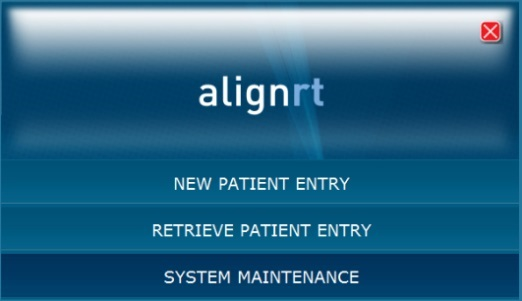 alignrt
NEW PATIENT ENTRY
RETRIEVE PATIENT ENTRY
SYSTEM MAINTENANCE